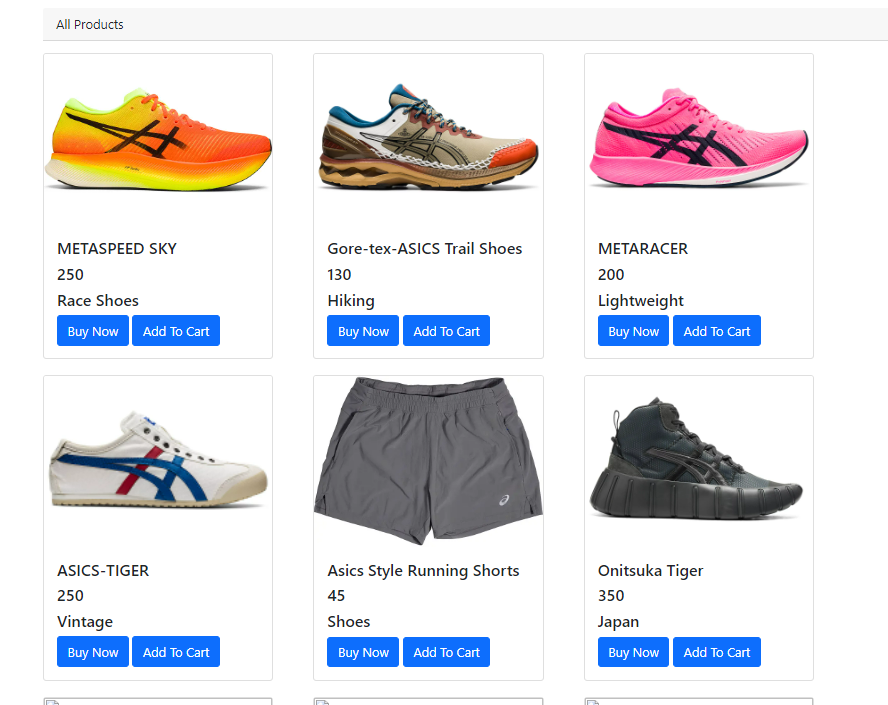 All Products
METASPEED SKY
250
Race Shoes
Buy Now Add To Cart
Gore-tex-ASICS Trail Shoes
130
Hiking
Buy Now Add To Cart
METARACER
200
Lightweight
Buy Now Add To Cart
ASICS-TIGER
250
Vintage
Buy Now Add To Cart
Asics Style Running Shorts
45
Shoes
Buy Now Add To Cart
Onitsuka Tiger
350
Japan
Buy Now Add To Cart